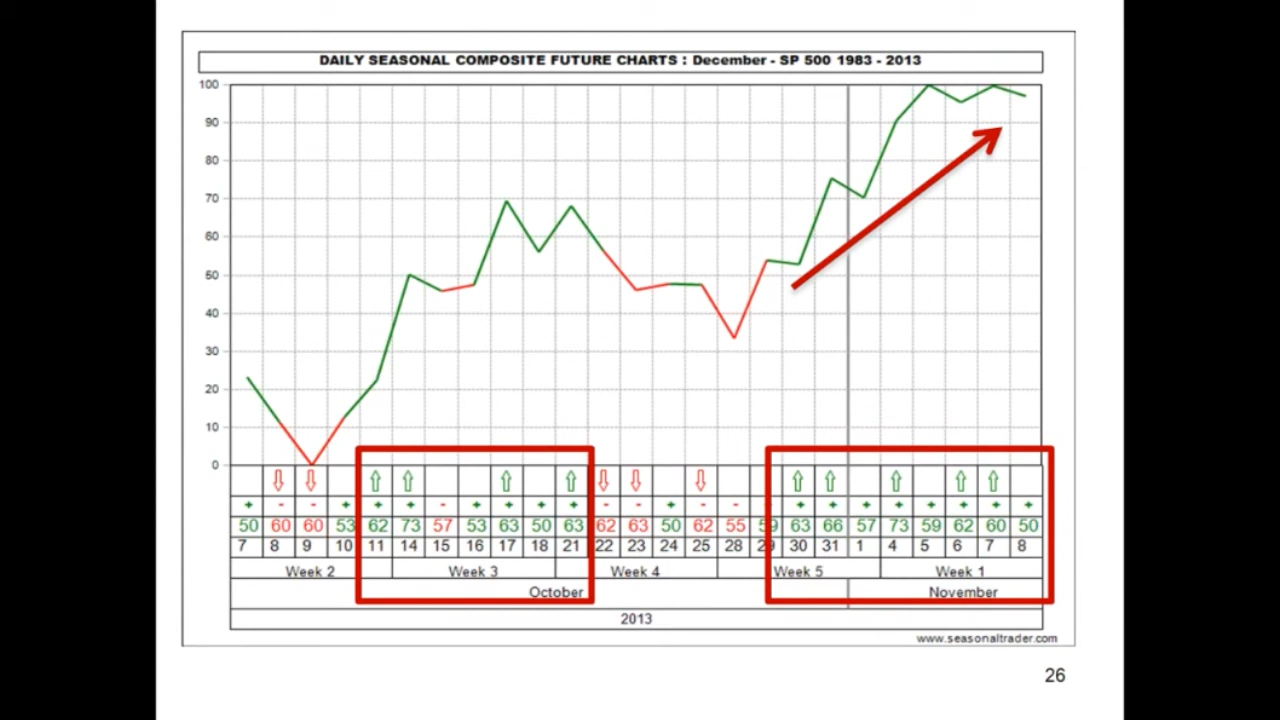 DAILY SEASONAL COMPOSITE FUTURE CHARTS : December - SP 500 1983 - 2013
100
90
80
70
60
50
40
30
20
10
0
+ - - + + + - + + + + - - + - - + + + + + + + + +
50 60 60 53 62 73 57 53 63 50 63 62 63 50 62 55 59 63 66 57 73 59 62 60 50
7 8 9 10 11 14 15 16 17 18 21 22 23 24 25 28 29 30 31 1 4 5 6 7 8
Week 2 Week 3 Week 4 Week 5 Week 1
October November
2013
www.seasonaltrader.com
26